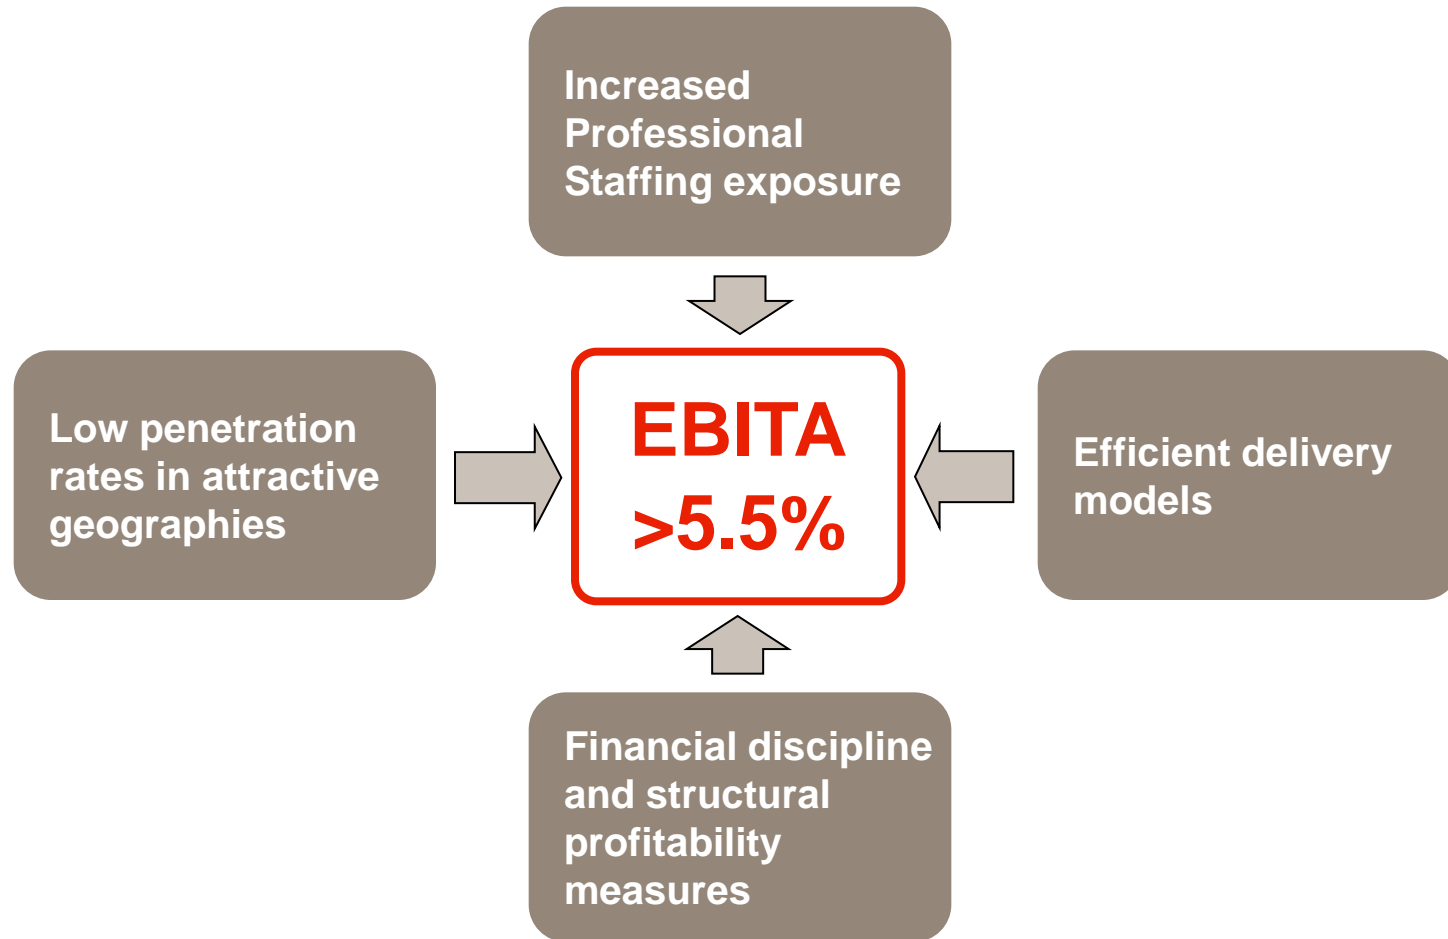 Increased
Professional
Staffing exposure
Low penetration
rates in attractive
geographies
EBITA
>5.5%
Efficient delivery
models
Financial discipline
and structural
profitability
measures